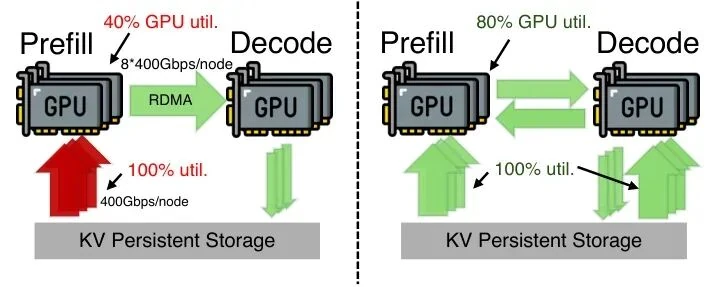 40% GPU util.
Prefill
Decode
8*400Gbps/node
GPU
RDMA
GPU
100% util.
400Gbps/node
KV Persistent Storage
80% GPU util.
Prefill
Decode
GPU
GPU
100% util.
KV Persistent Storage